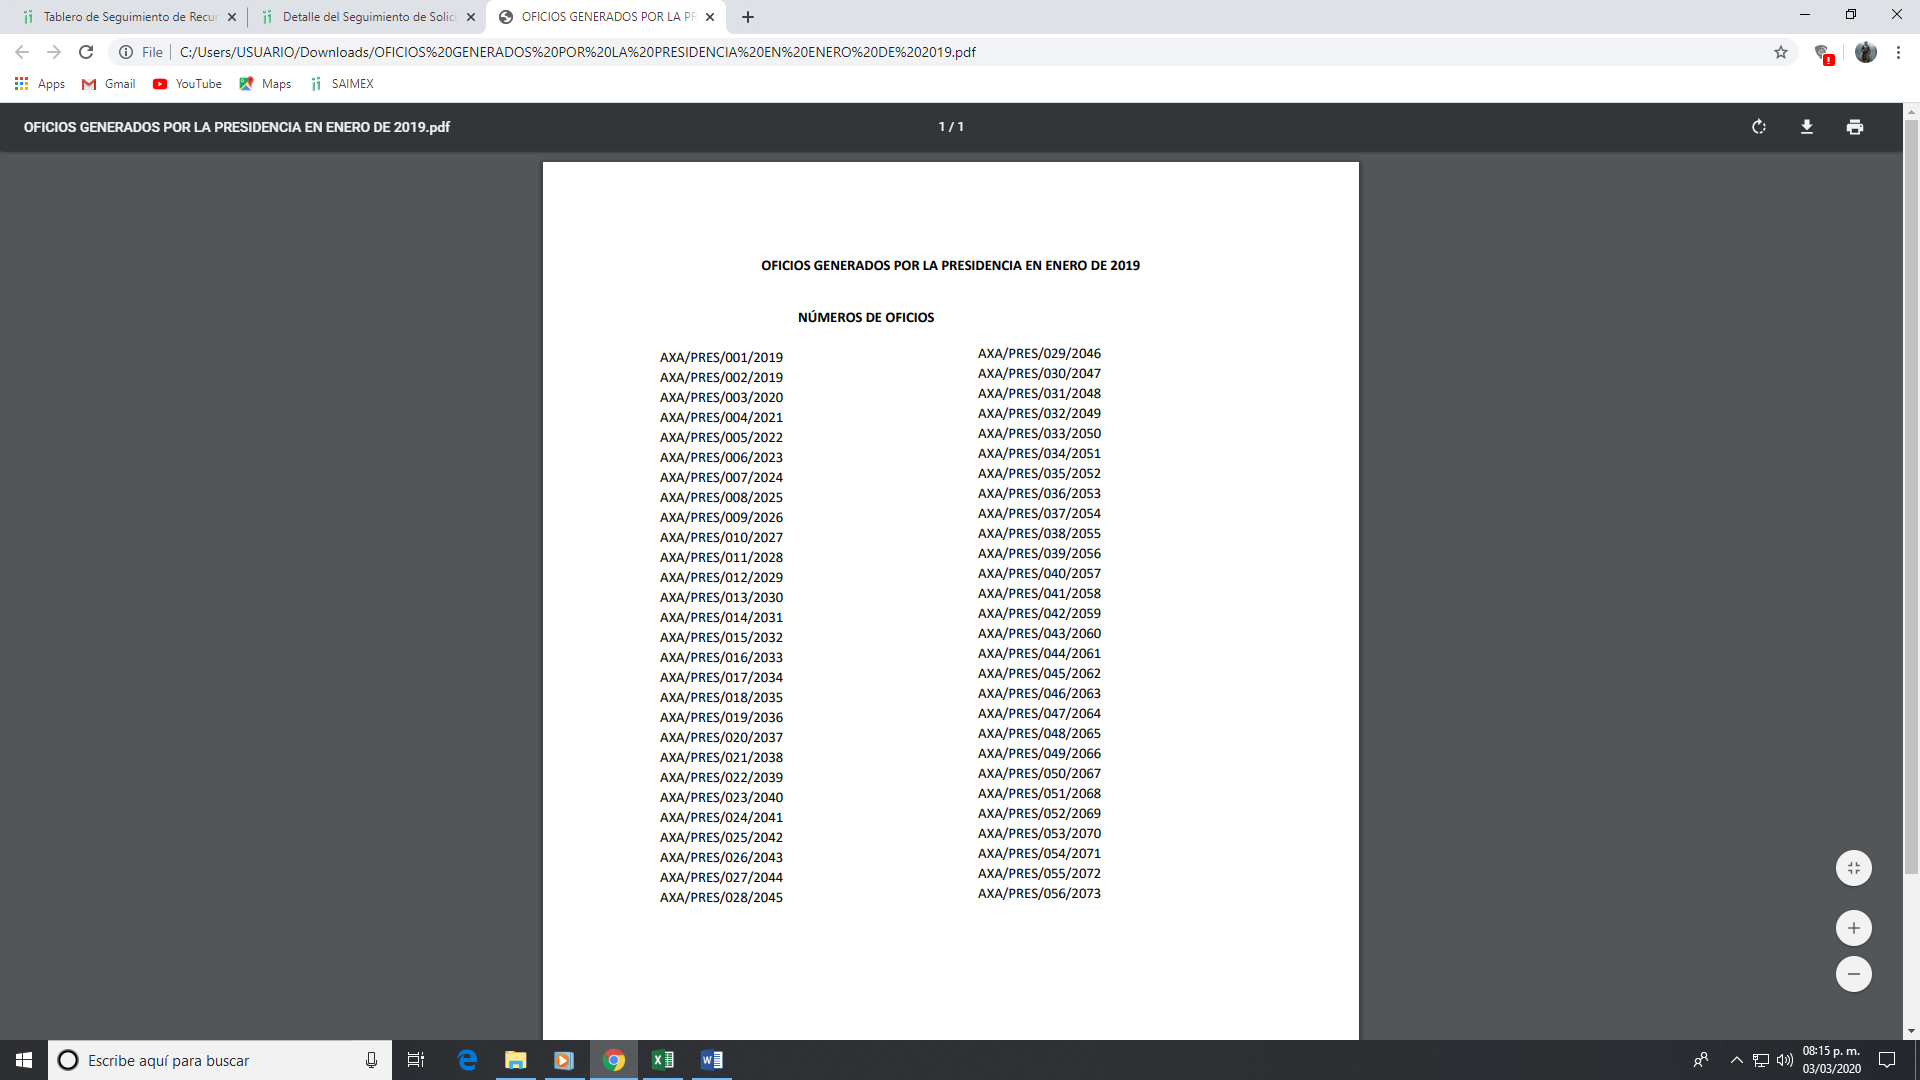 Tablero de Seguimiento de Recu
Detalle del Seguimiento de Solic
OFICIOS GENERADOS POR LA PR
File
C:/Users/USUARIO/Downloads/OFICIOS%20GENERADOS%20POR%20LA%20PRESIDENCIA%20EN%20ENERO%20DE%202019.pdf
Apps
Gmail
YouTube
Maps
SAIMEX
OFICIOS GENERADOS POR LA PRESIDENCIA EN ENERO DE 2019.pdf
1 / 1
OFICIOS GENERADOS POR LA PRESIDENCIA EN ENERO DE 2019
NÚMEROS DE OFICIOS
AXA/PRES/001/2019
AXA/PRES/002/2019
AXA/PRES/003/2020
AXA/PRES/004/2021
AXA/PRES/005/2022
AXA/PRES/006/2023
AXA/PRES/007/2024
AXA/PRES/008/2025
AXA/PRES/009/2026
AXA/PRES/010/2027
AXA/PRES/011/2028
AXA/PRES/012/2029
AXA/PRES/013/2030
AXA/PRES/014/2031
AXA/PRES/015/2032
AXA/PRES/016/2033
AXA/PRES/017/2034
AXA/PRES/018/2035
AXA/PRES/019/2036
AXA/PRES/020/2037
AXA/PRES/021/2038
AXA/PRES/022/2039
AXA/PRES/023/2040
AXA/PRES/024/2041
AXA/PRES/025/2042
AXA/PRES/026/2043
AXA/PRES/027/2044
AXA/PRES/028/2045
AXA/PRES/029/2046
AXA/PRES/030/2047
AXA/PRES/031/2048
AXA/PRES/032/2049
AXA/PRES/033/2050
AXA/PRES/034/2051
AXA/PRES/035/2052
AXA/PRES/036/2053
AXA/PRES/037/2054
AXA/PRES/038/2055
AXA/PRES/039/2056
AXA/PRES/040/2057
AXA/PRES/041/2058
AXA/PRES/042/2059
AXA/PRES/043/2060
AXA/PRES/044/2061
AXA/PRES/045/2062
AXA/PRES/046/2063
AXA/PRES/047/2064
AXA/PRES/048/2065
AXA/PRES/049/2066
AXA/PRES/050/2067
AXA/PRES/051/2068
AXA/PRES/052/2069
AXA/PRES/053/2070
AXA/PRES/054/2071
AXA/PRES/055/2072
AXA/PRES/056/2073
Escribe aquí para buscar
08:15 p. m.
03/03/2020